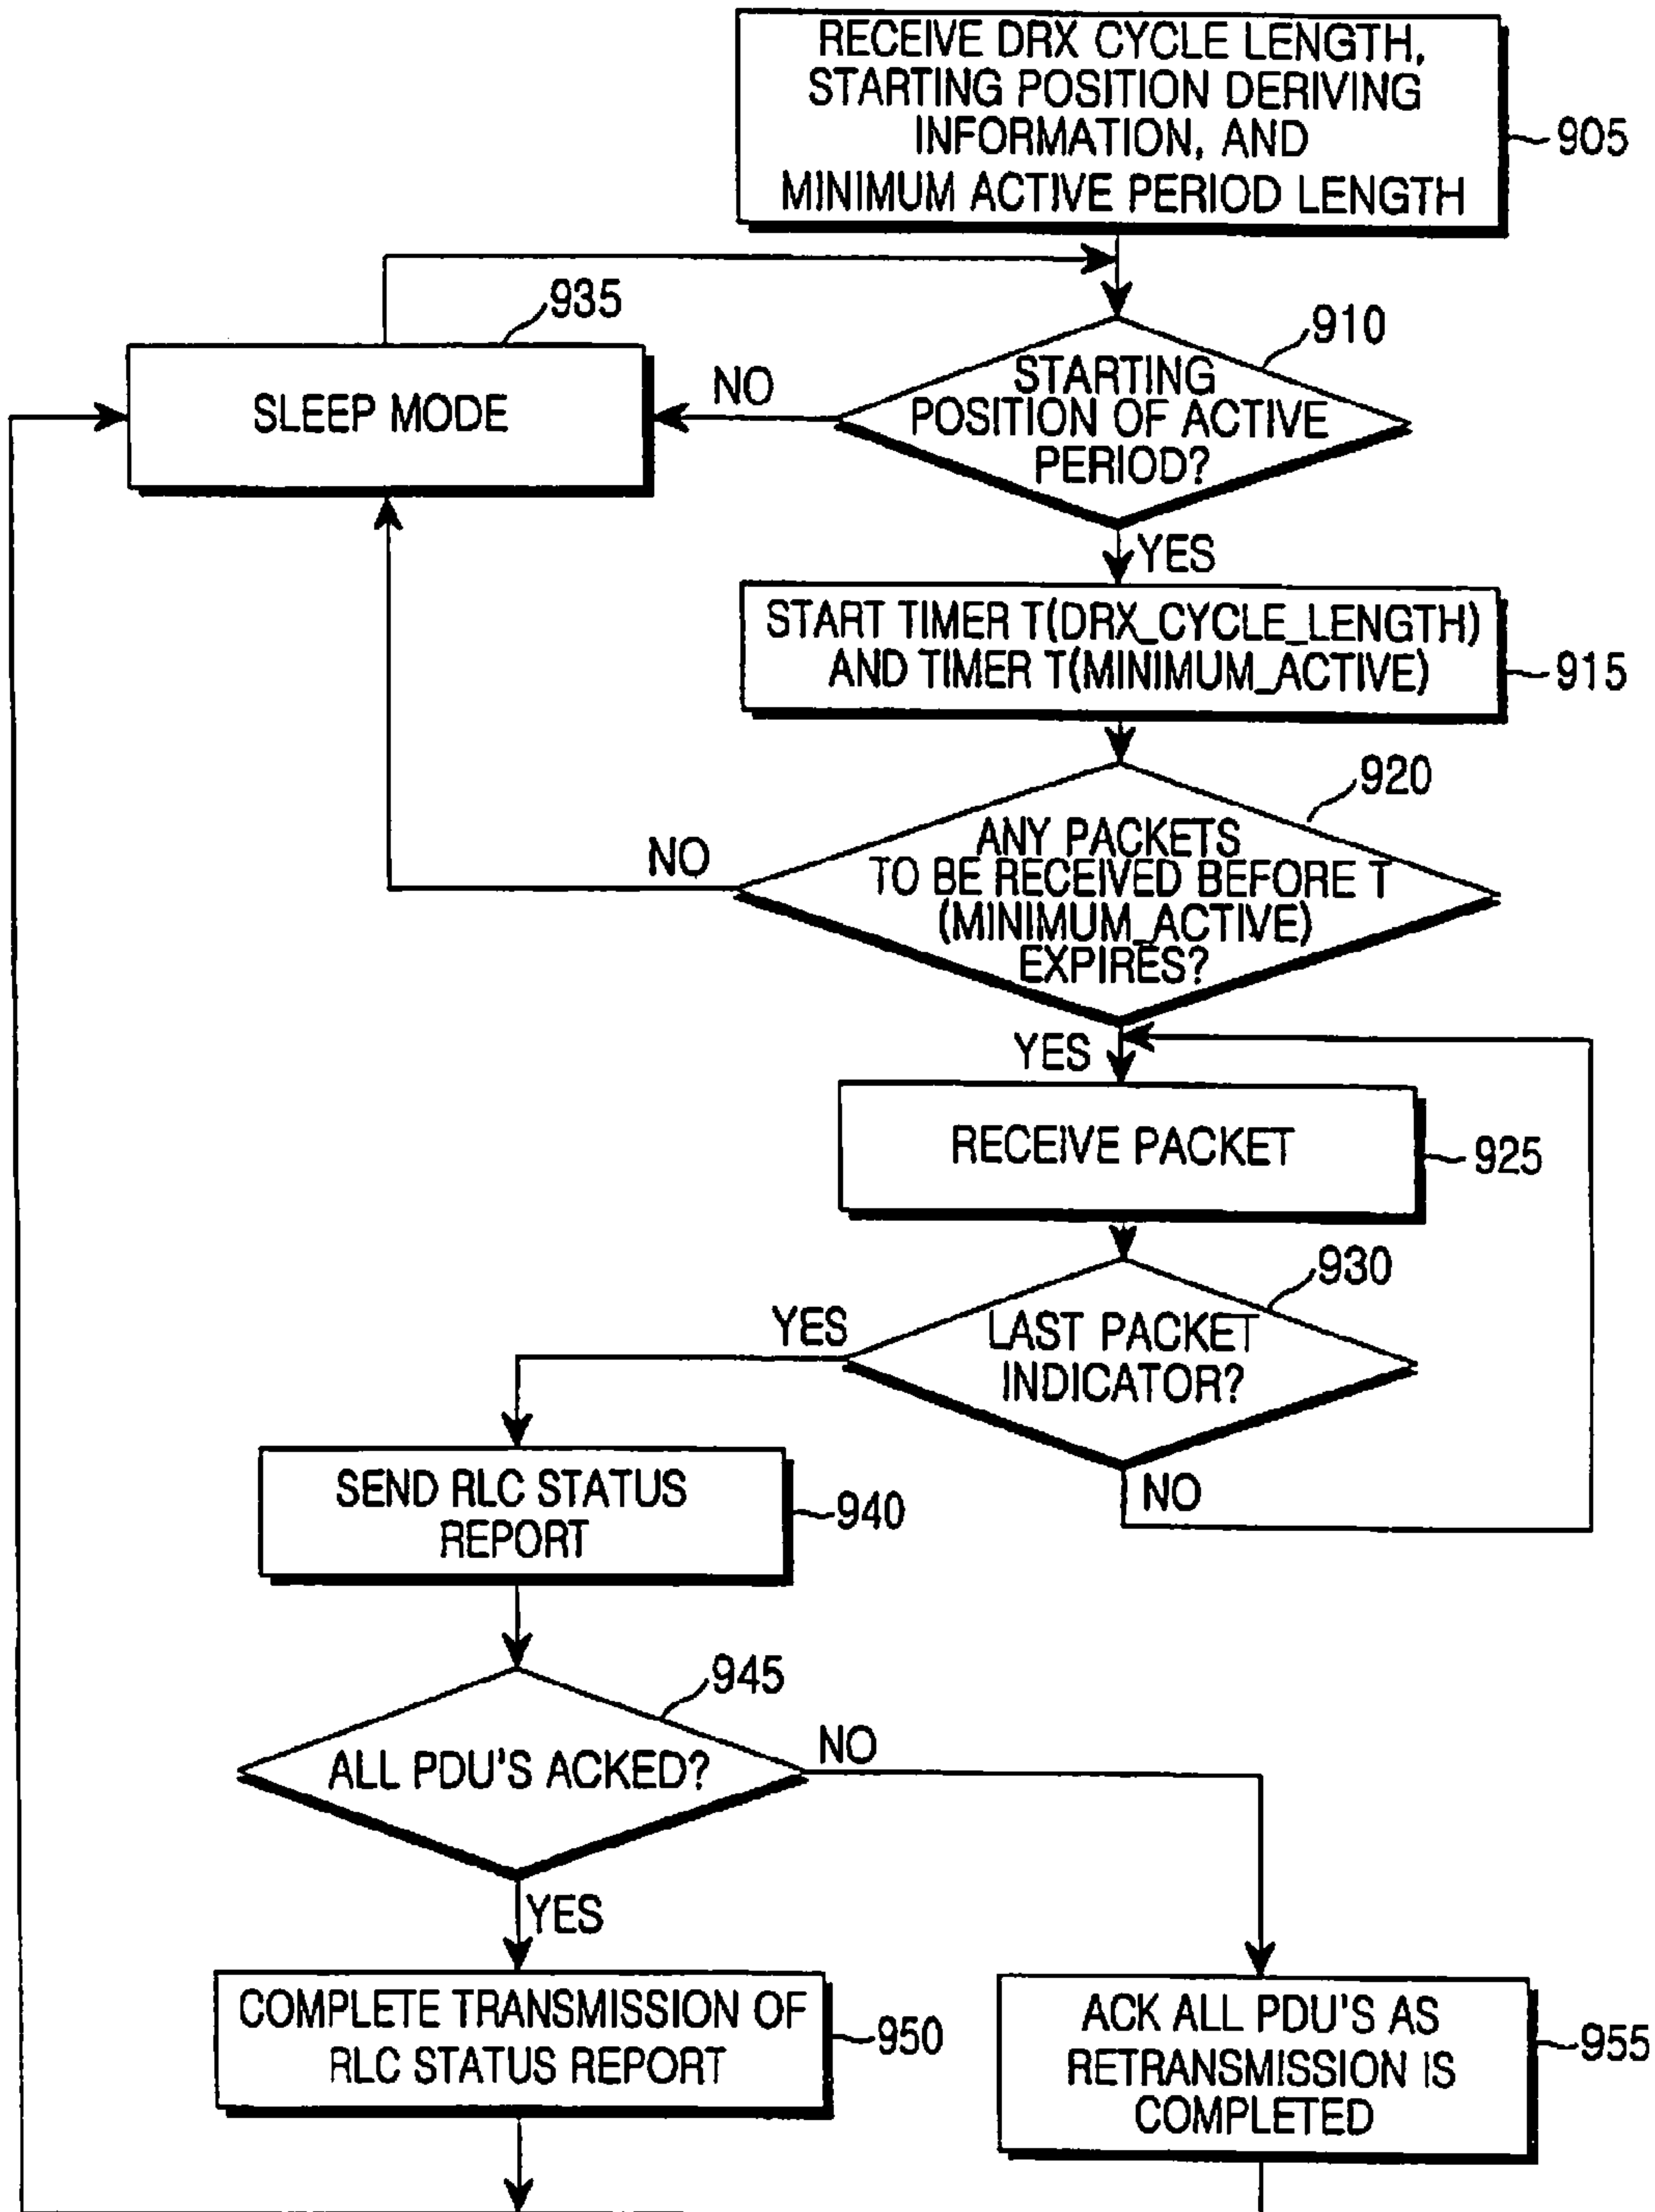 RECEIVE DRX CYCLE LENGTH,
STARTING POSITION DERIVING
INFORMATION, AND
MINIMUM ACTIVE PERIOD LENGTH
905
935
SLEEP MODE
NO
910
STARTING
POSITION OF ACTIVE
PERIOD?
YES
START TIMER T(DRX_CYCLE_LENGTH)
AND TIMER T(MINIMUM_ACTIVE)
915
920
NO
ANY PACKETS
TO BE RECEIVED BEFORE T
(MINIMUM_ACTIVE)
EXPIRES?
YES
RECEIVE PACKET
925
930
YES
LAST PACKET
INDICATOR?
NO
SEND RLC STATUS
REPORT
940
945
ALL PDU'S ACKED?
NO
YES
COMPLETE TRANSMISSION OF
RLC STATUS REPORT
950
ACK ALL PDU'S AS
RETRANSMISSION IS
COMPLETED
955